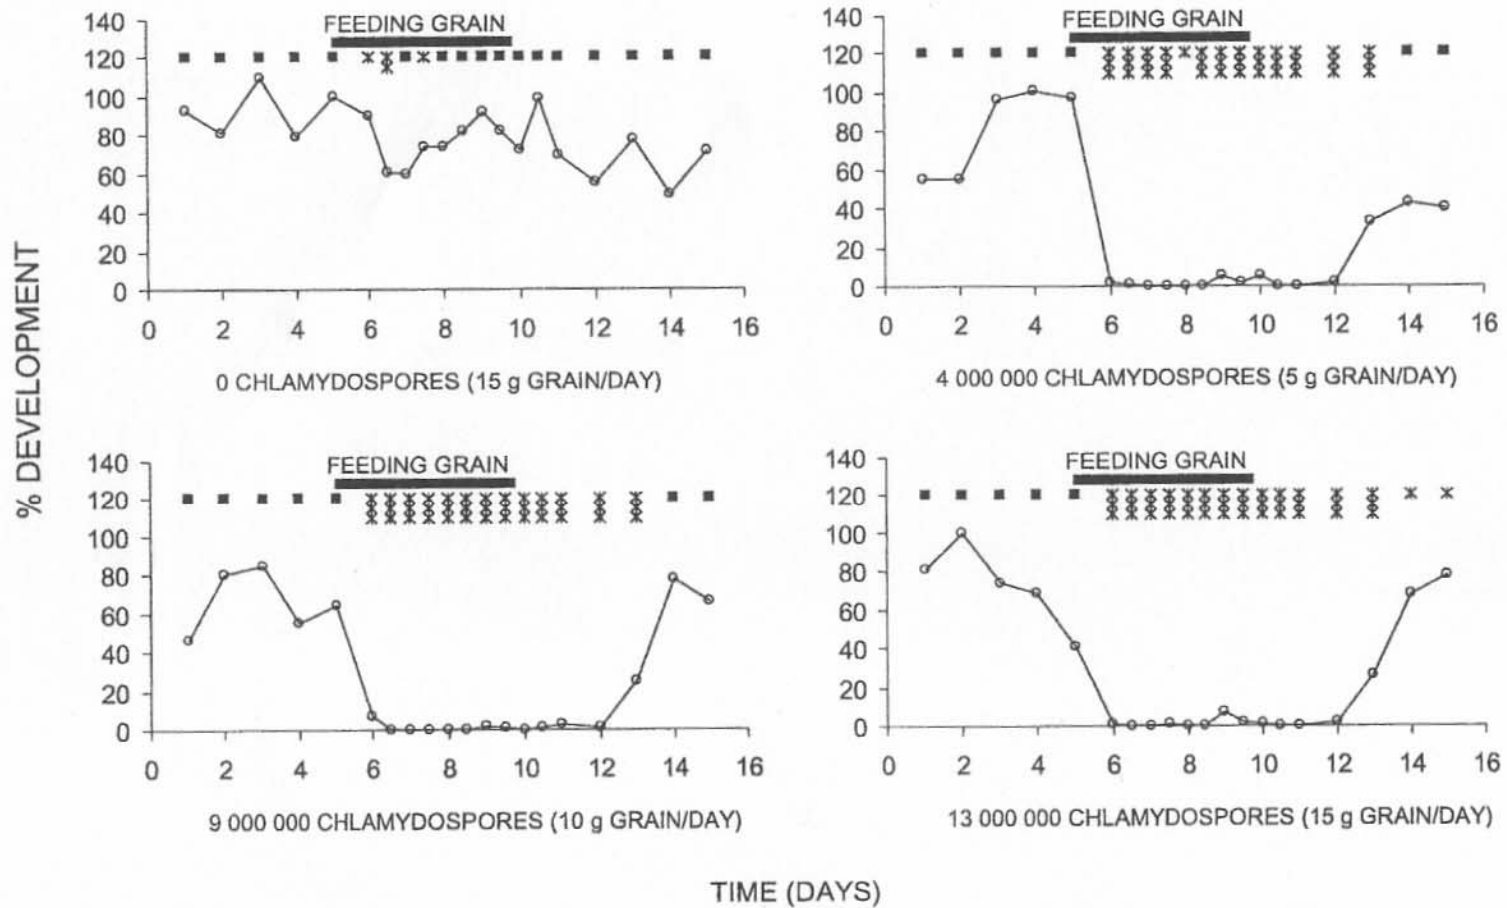 % DEVELOPMENT
FEEDING GRAIN
140
120
100
80
60
40
20
0
0 2 4 6 8 10 12 14 16
0 CHLAMYDOSPORES (15 g GRAIN/DAY)
FEEDING GRAIN
140
120
100
80
60
40
20
0
0 2 4 6 8 10 12 14 16
4 000 000 CHLAMYDOSPORES (5 g GRAIN/DAY)
FEEDING GRAIN
140
120
100
80
60
40
20
0
0 2 4 6 8 10 12 14 16
9 000 000 CHLAMYDOSPORES (10 g GRAIN/DAY)
FEEDING GRAIN
140
120
100
80
60
40
20
0
0 2 4 6 8 10 12 14 16
13 000 000 CHLAMYDOSPORES (15 g GRAIN/DAY)
TIME (DAYS)